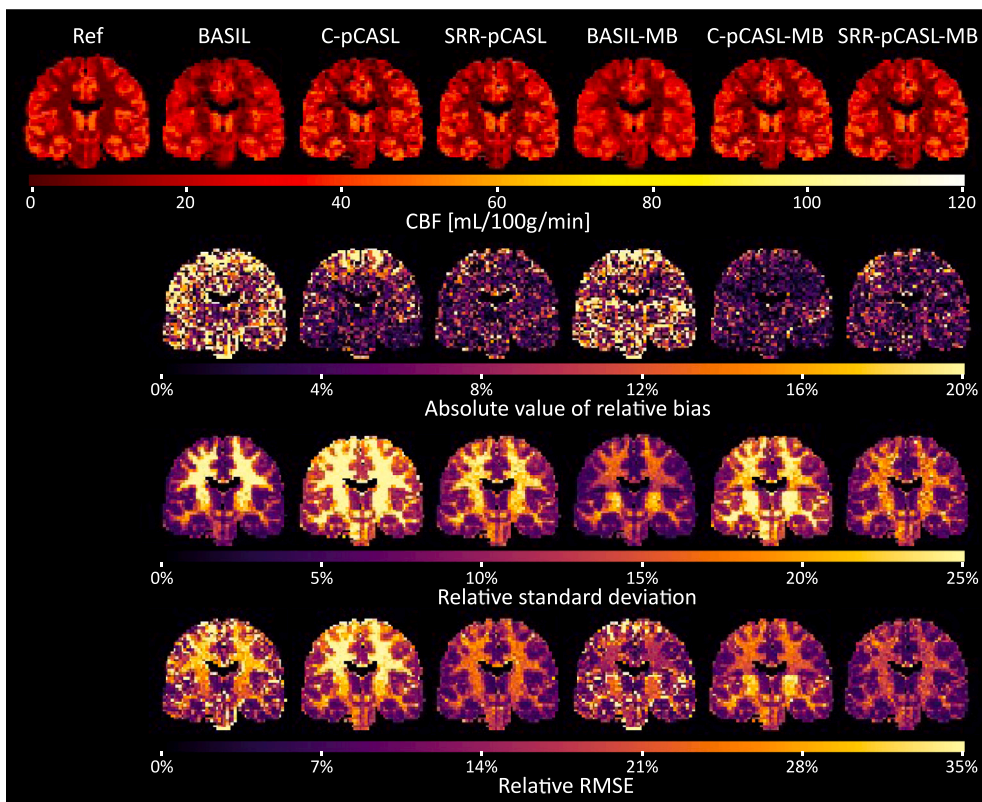 Ref BASIL C-pCASL SRR-pCASL BASIL-MB C-pCASL-MB SRR-pCASL-MB
0 20 40 60 80 100 120
CBF [mL/100g/min]
0% 4% 8% 12% 16% 20%
Absolute value of relative bias
0% 5% 10% 15% 20% 25%
Relative standard deviation
0% 7% 14% 21% 28% 35%
Relative RMSE